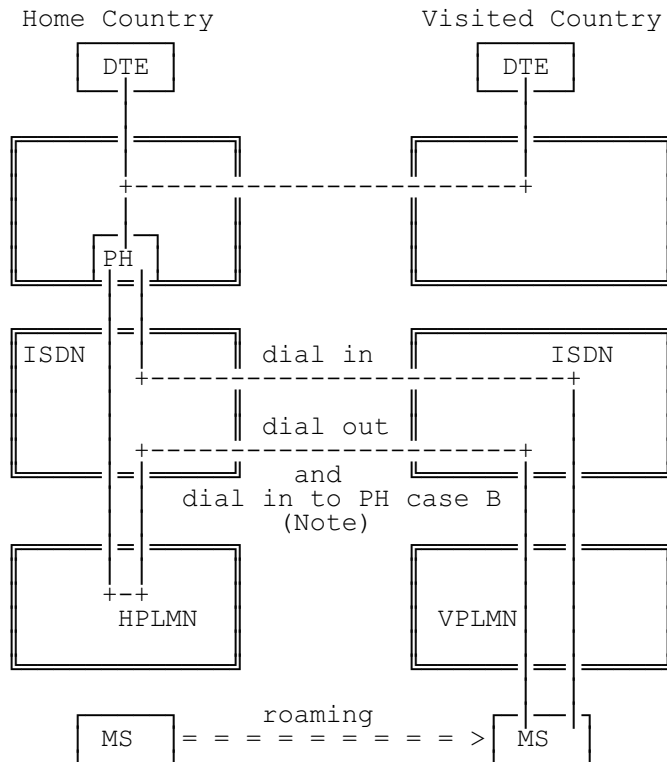 Home Country Visited Country
DTE DTE
PH
ISDN dial in ISDN
dial out
and
dial in to PH case B
(Note)
HPLMN VPLMN
roaming
MS = = = = = = = = = > MS